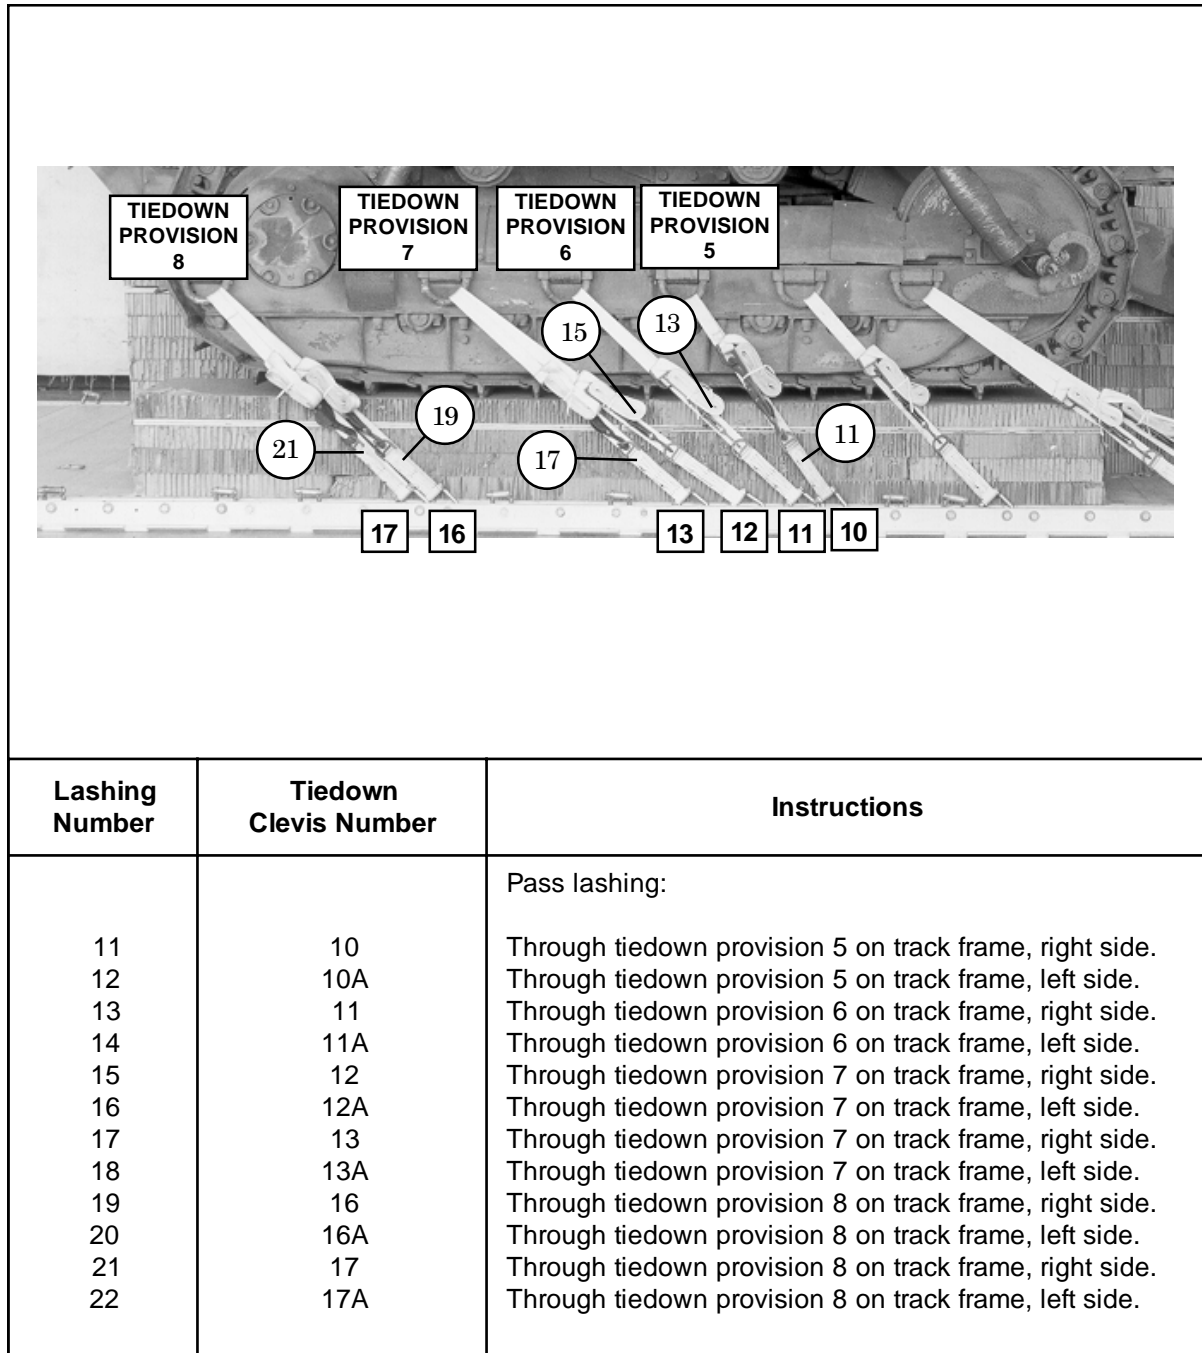 TIEDOWN
PROVISION
8
TIEDOWN
PROVISION
7
TIEDOWN
PROVISION
6
TIEDOWN
PROVISION
5
15
13
19
21
17
11
17
16
13
12
11
10
Lashing
Number
Tiedown
Clevis Number
Instructions
Pass lashing:
11 10 Through tiedown provision 5 on track frame, right side.
12 10A Through tiedown provision 5 on track frame, left side.
13 11 Through tiedown provision 6 on track frame, right side.
14 11A Through tiedown provision 6 on track frame, left side.
15 12 Through tiedown provision 7 on track frame, right side.
16 12A Through tiedown provision 7 on track frame, left side.
17 13 Through tiedown provision 7 on track frame, right side.
18 13A Through tiedown provision 7 on track frame, left side.
19 16 Through tiedown provision 8 on track frame, right side.
20 16A Through tiedown provision 8 on track frame, left side.
21 17 Through tiedown provision 8 on track frame, right side.
22 17A Through tiedown provision 8 on track frame, left side.